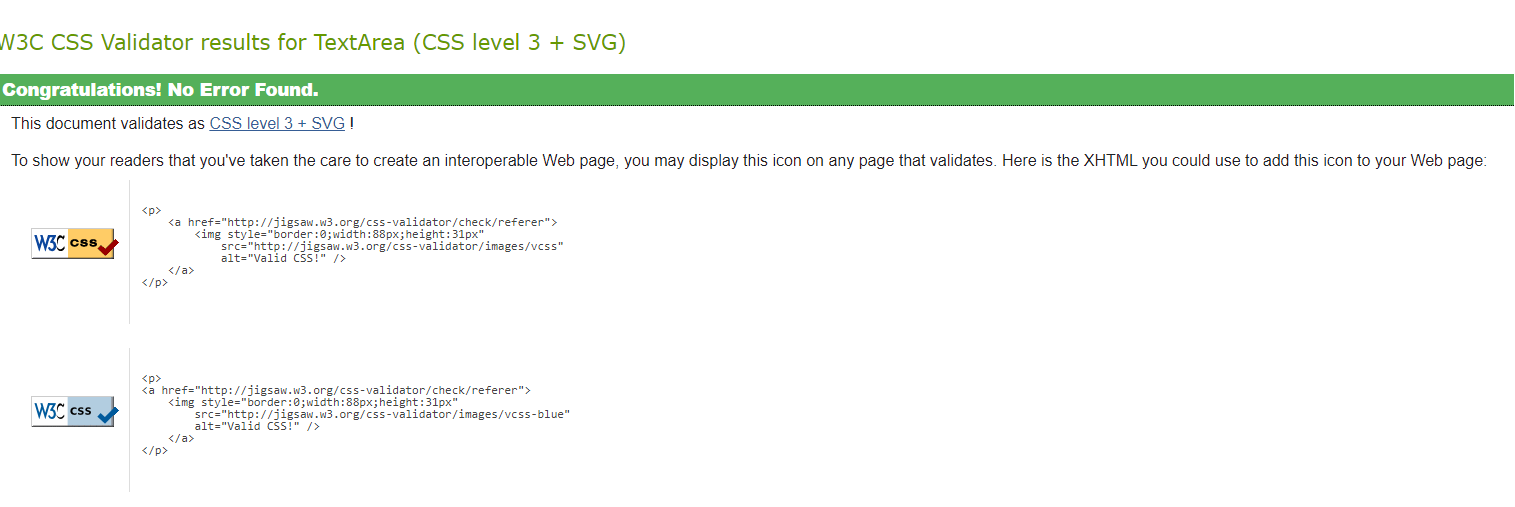 W3C CSS Validator results for TextArea (CSS level 3 + SVG)
Congratulations! No Error Found.
This document validates as CSS level 3 + SVG !
To show your readers that you've taken the care to create an interoperable Web page, you may display this icon on any page that validates. Here is the XHTML you could use to add this icon to your Web page:
W3C css
<p>
    <a href="http://jigsaw.w3.org/css-validator/check/referer">
        <img style="border:0;width:88px;height:31px"
            src="http://jigsaw.w3.org/css-validator/images/vcss"
            alt="Valid CSS!" />
    </a>
</p>
W3C css
<p>
<a href="http://jigsaw.w3.org/css-validator/check/referer">
    <img style="border:0;width:88px;height:31px"
        src="http://jigsaw.w3.org/css-validator/images/vcss-blue"
        alt="Valid CSS!" />
    </a>
</p>